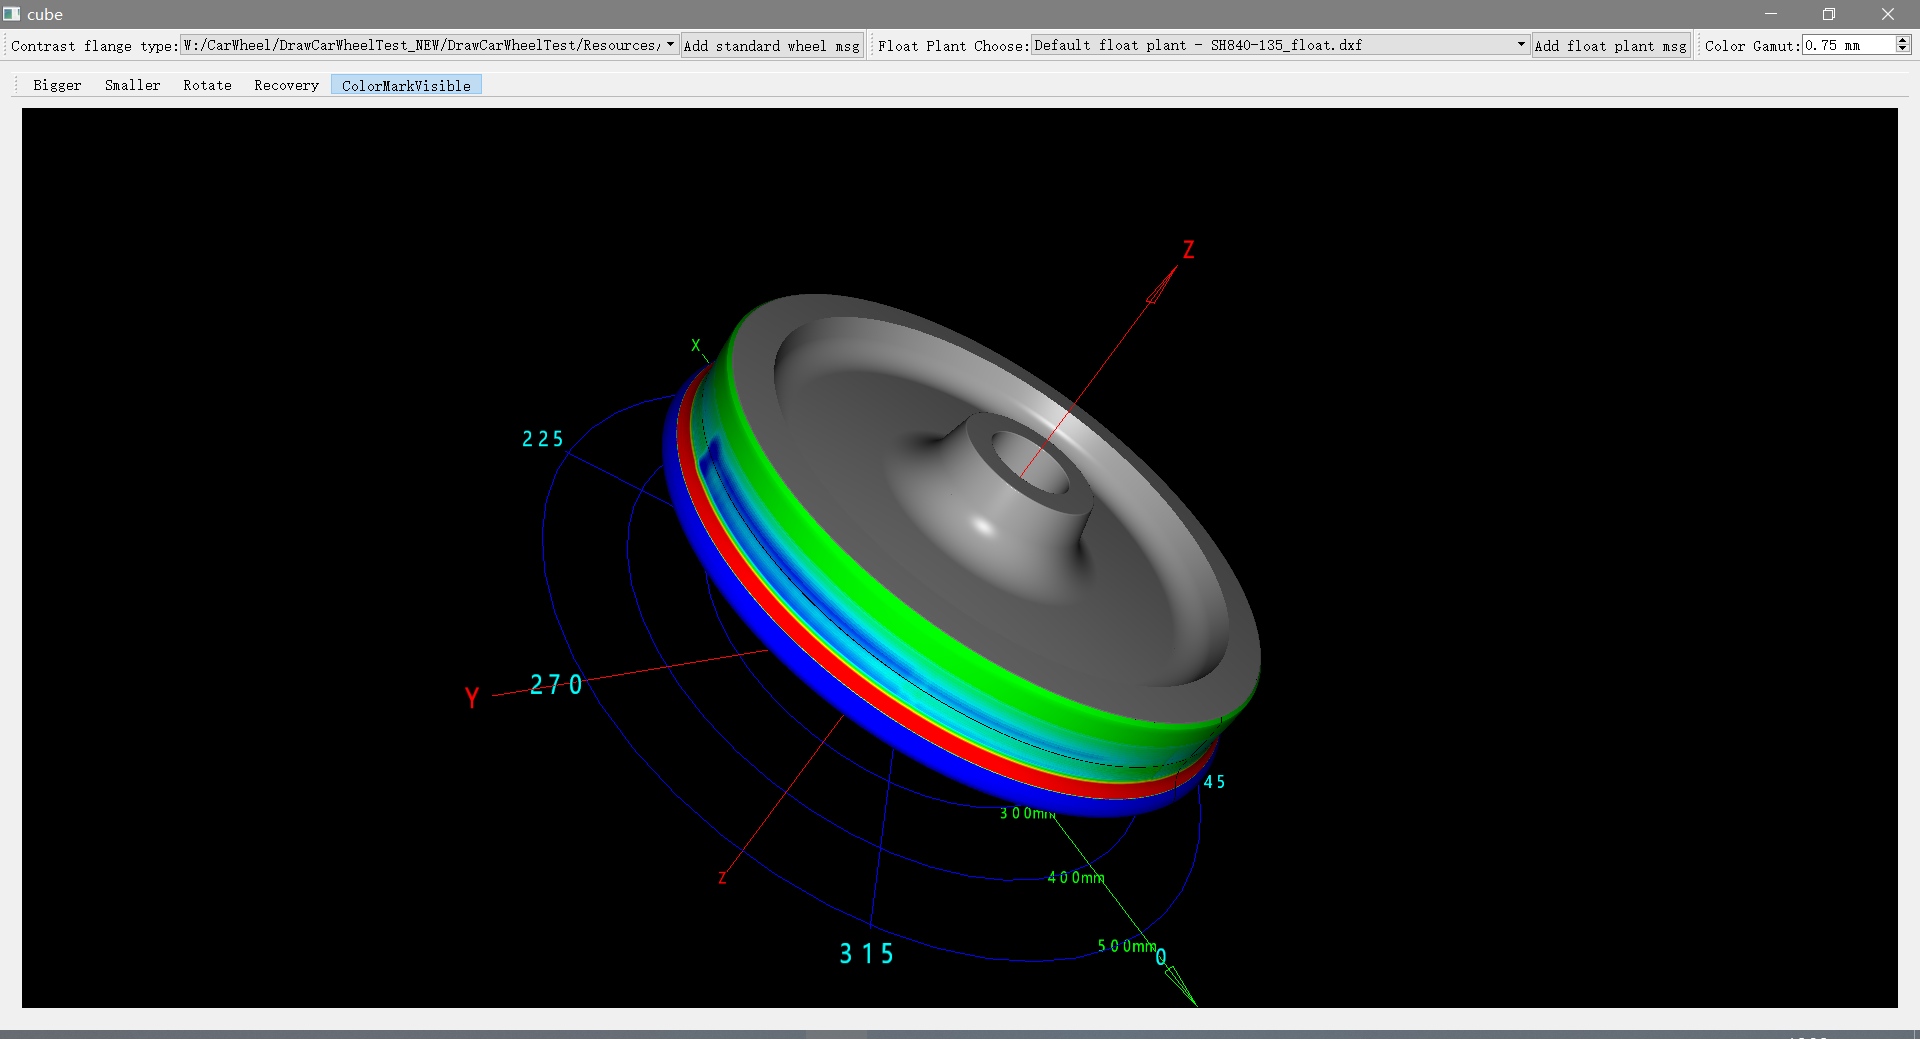 cube
Contrast flange type: W:/CarWheel/DrawCarWheelTest_NEW/DrawCarWheelTest/Resources/ Add standard wheel msg Float Plant Choose: Default float plant - SH840-135_float.dxf Add float plant msg Color Gamut: 0.75 mm
Bigger Smaller Rotate Recovery ColorMarkVisible
Z
X
225
270
Y
45
300mm
Z
400mm
500mm
0
315